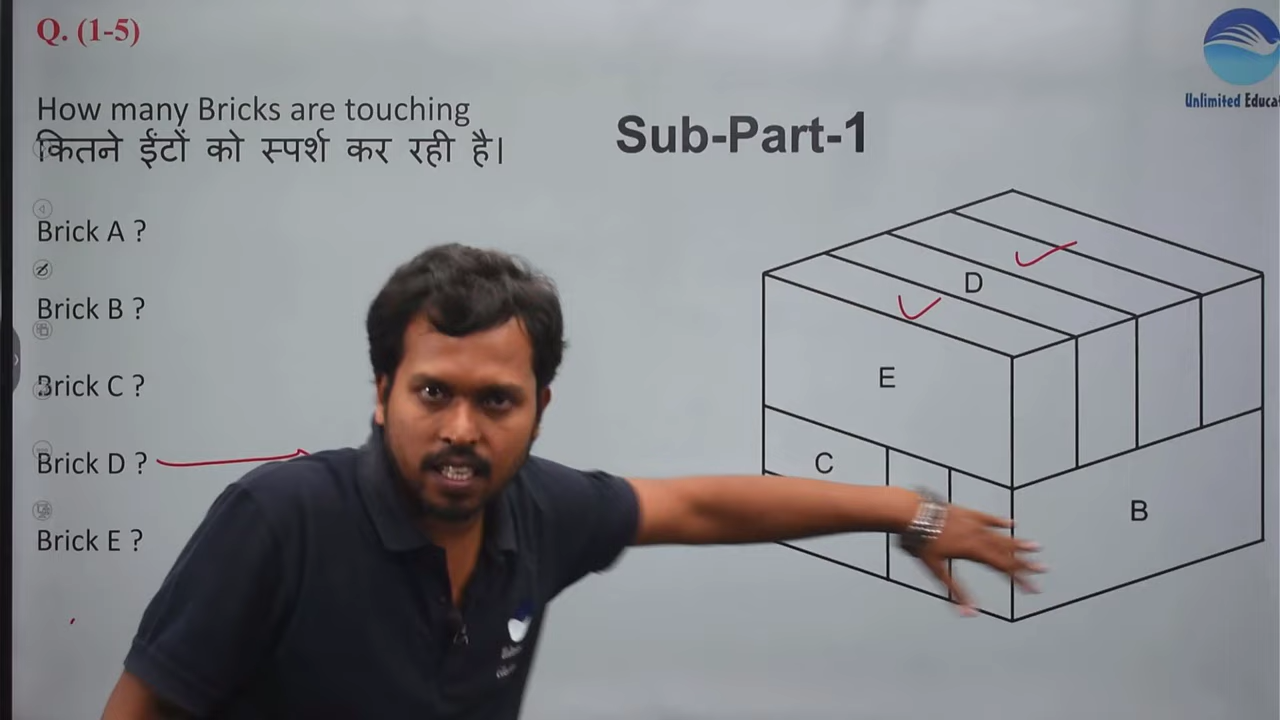 Q. (1-5)
Unlimited Educa
How many Bricks are touching
कितने ईंटों को स्पर्श कर रही है।
Sub-Part-1
Brick A ?
Brick B ?
Brick C ?
Brick D ?
Brick E ?
D
E
C
B